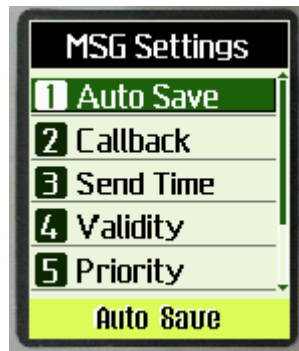 MSG Settings
1 Auto Save
2 Callback
3 Send Time
4 Validity
5 Priority
Auto Save